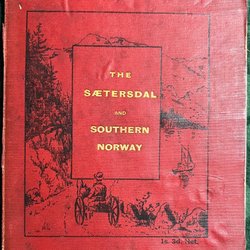 THE
SÆTERSDAL
AND
SOUTHERN
NORWAY
1s. 3d. Net.